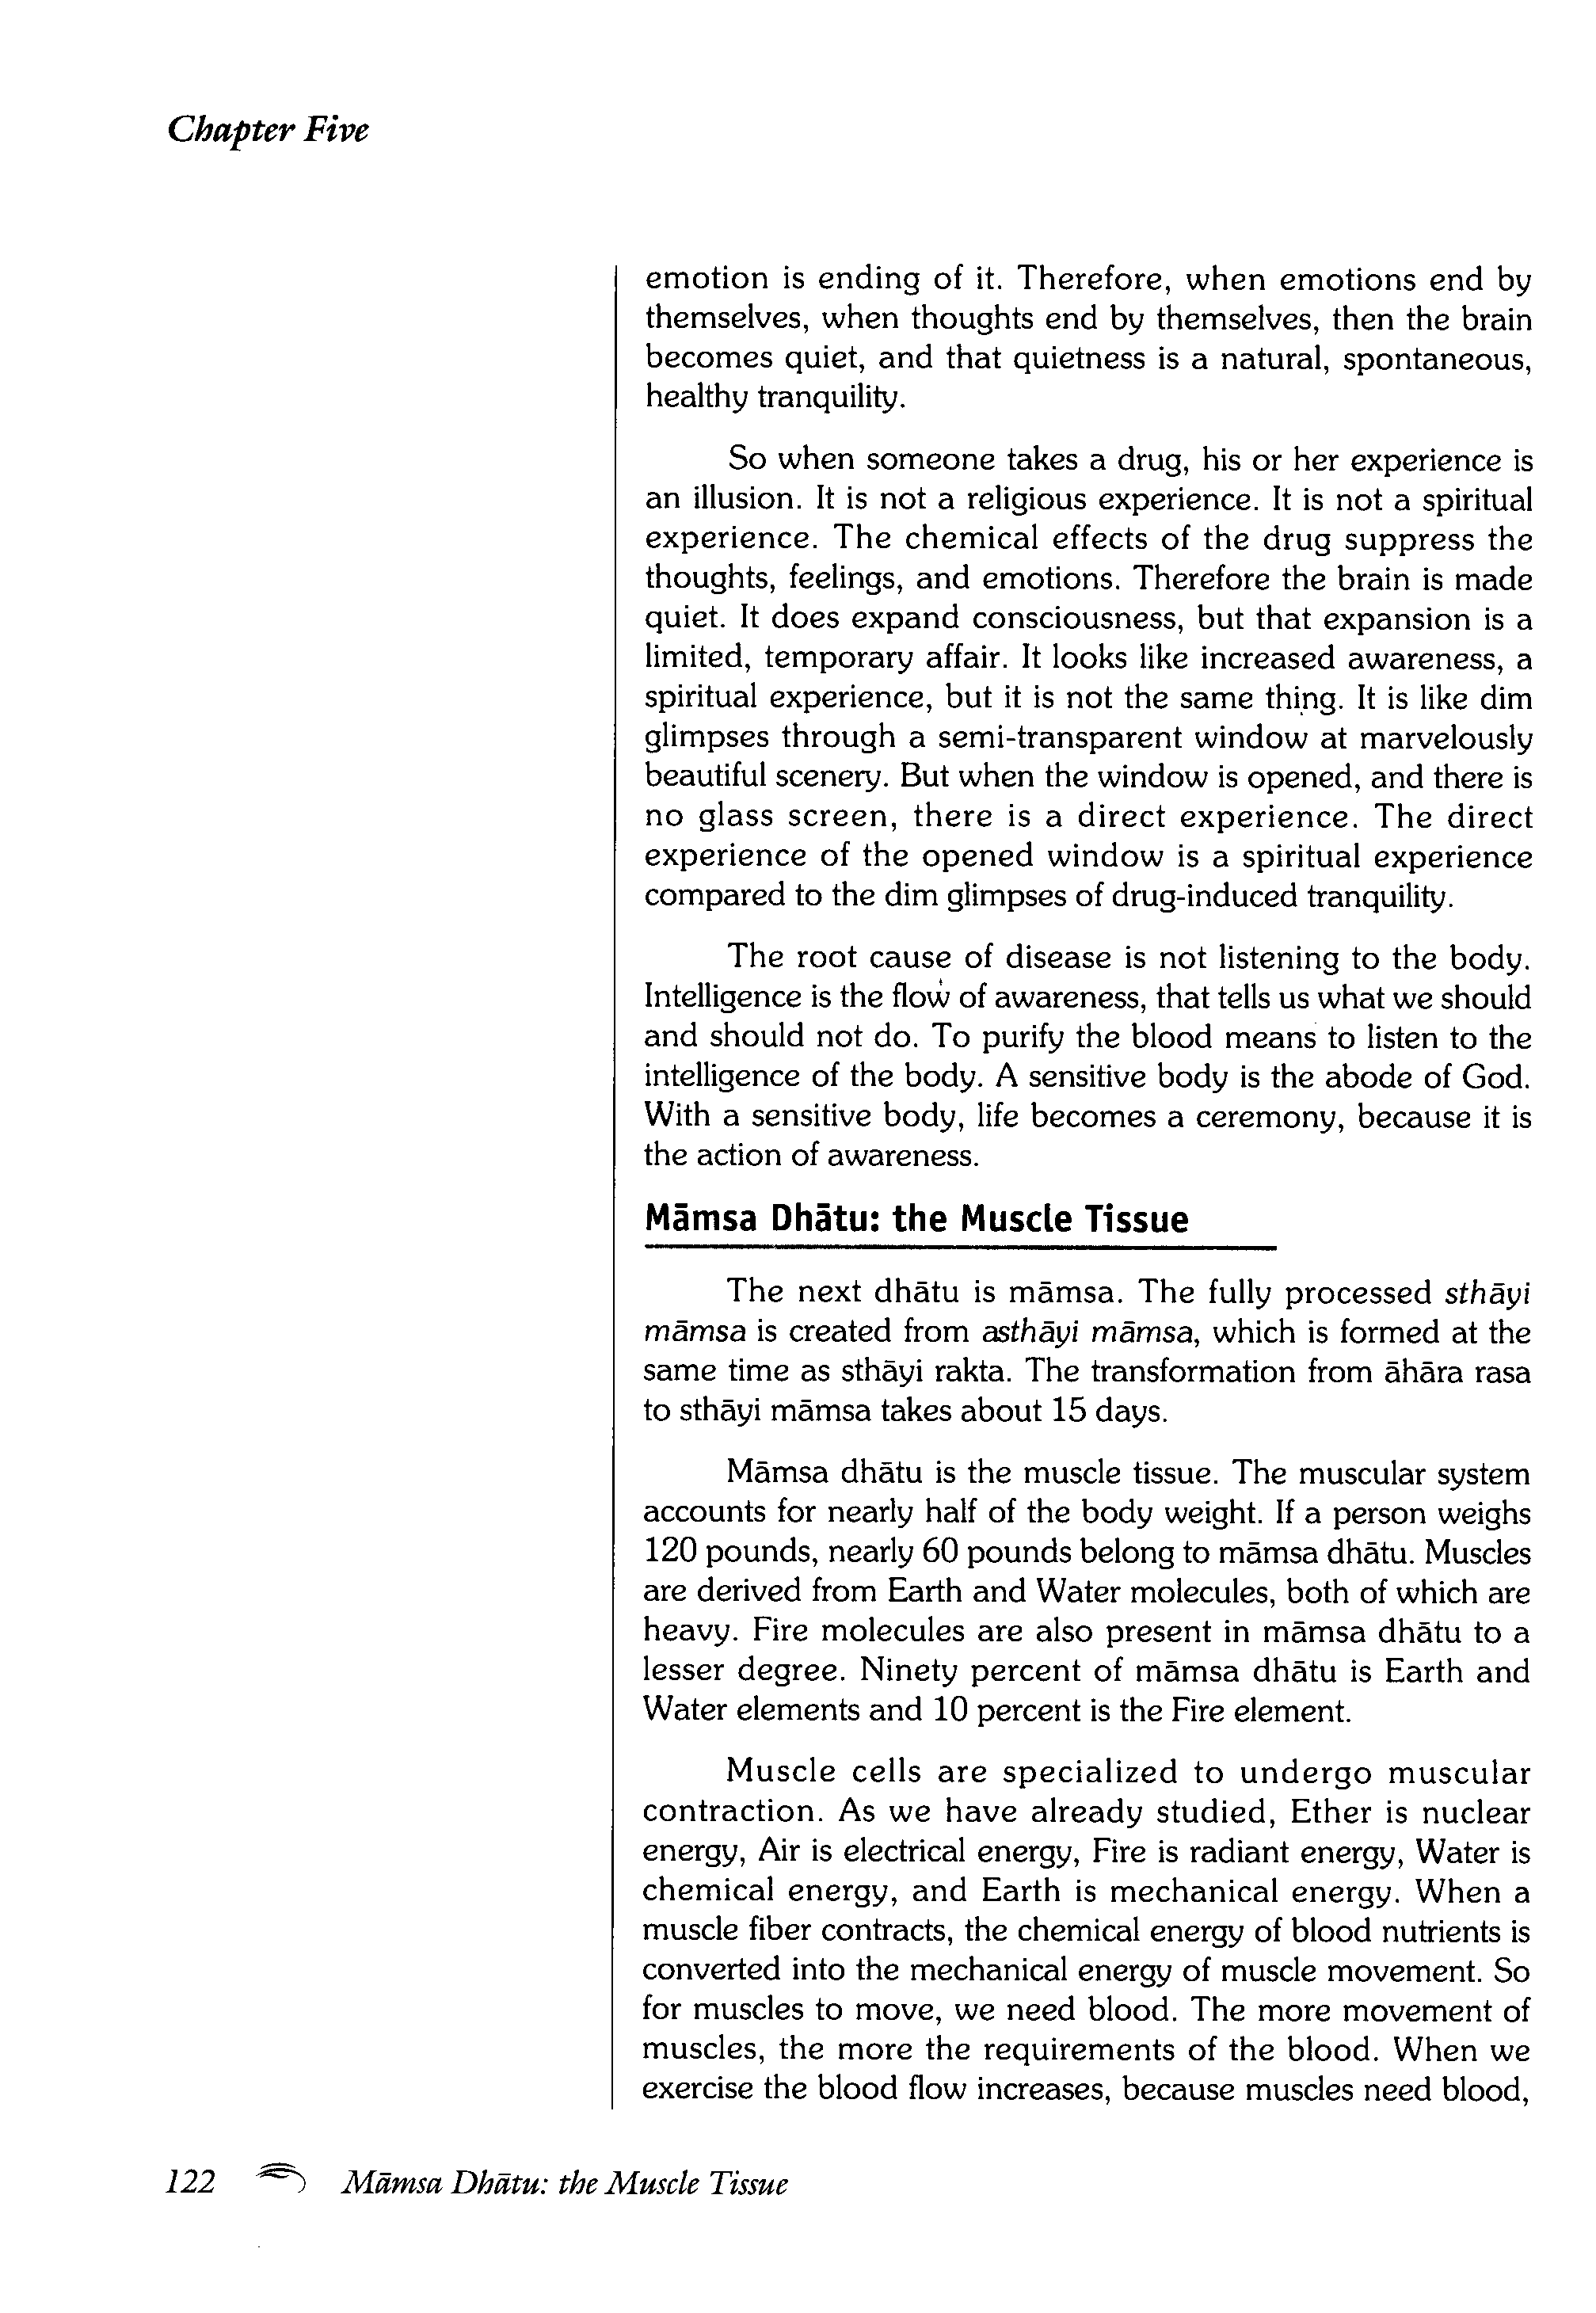 Chapter Five
emotion is ending of it. Therefore, when emotions end by
themselves, when thoughts end by themselves, then the brain
becomes quiet, and that quietness is a natural, spontaneous,
healthy tranquility.
So when someone takes a drug, his or her experience is
an illusion. It is not a religious experience. It is not a spiritual
experience. The chemical effects of the drug suppress the
thoughts, feelings, and emotions. Therefore the brain is made
quiet. It does expand consciousness, but that expansion is a
limited, temporary affair. It looks like increased awareness, a
spiritual experience, but it is not the same thing. It is like dim
glimpses through a semi-transparent window at marvelously
beautiful scenery. But when the window is opened, and there is
no glass screen, there is a direct experience. The direct
experience of the opened window is a spiritual experience
compared to the dim glimpses of drug-induced tranquility.
The root cause of disease is not listening to the body.
Intelligence is the flow of awareness, that tells us what we should
and should not do. To purify the blood means to listen to the
intelligence of the body. A sensitive body is the abode of God.
With a sensitive body, life becomes a ceremony, because it is
the action of awareness.
Māmsa Dhātu: the Muscle Tissue
The next dhātu is māmsa. The fully processed sthāyi
māmsa is created from asthāyi māmsa, which is formed at the
same time as sthāyi rakta. The transformation from āhāra rasa
to sthāyi māmsa takes about 15 days.
Māmsa dhātu is the muscle tissue. The muscular system
accounts for nearly half of the body weight. If a person weighs
120 pounds, nearly 60 pounds belong to māmsa dhātu. Muscles
are derived from Earth and Water molecules, both of which are
heavy. Fire molecules are also present in māmsa dhātu to a
lesser degree. Ninety percent of māmsa dhātu is Earth and
Water elements and 10 percent is the Fire element.
Muscle cells are specialized to undergo muscular
contraction. As we have already studied, Ether is nuclear
energy, Air is electrical energy, Fire is radiant energy, Water is
chemical energy, and Earth is mechanical energy. When a
muscle fiber contracts, the chemical energy of blood nutrients is
converted into the mechanical energy of muscle movement. So
for muscles to move, we need blood. The more movement of
muscles, the more the requirements of the blood. When we
exercise the blood flow increases, because muscles need blood,
122 Māmsa Dhātu: the Muscle Tissue